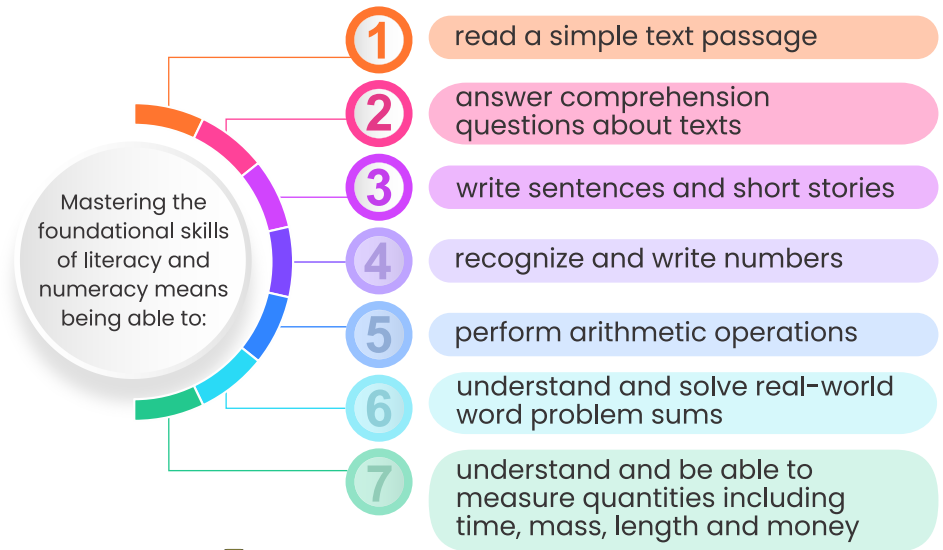 Mastering the
foundational skills
of literacy and
numeracy means
being able to:
1
read a simple text passage
2
answer comprehension
questions about texts
3
write sentences and short stories
4
recognize and write numbers
5
perform arithmetic operations
6
understand and solve real-world
word problem sums
7
understand and be able to
measure quantities including
time, mass, length and money